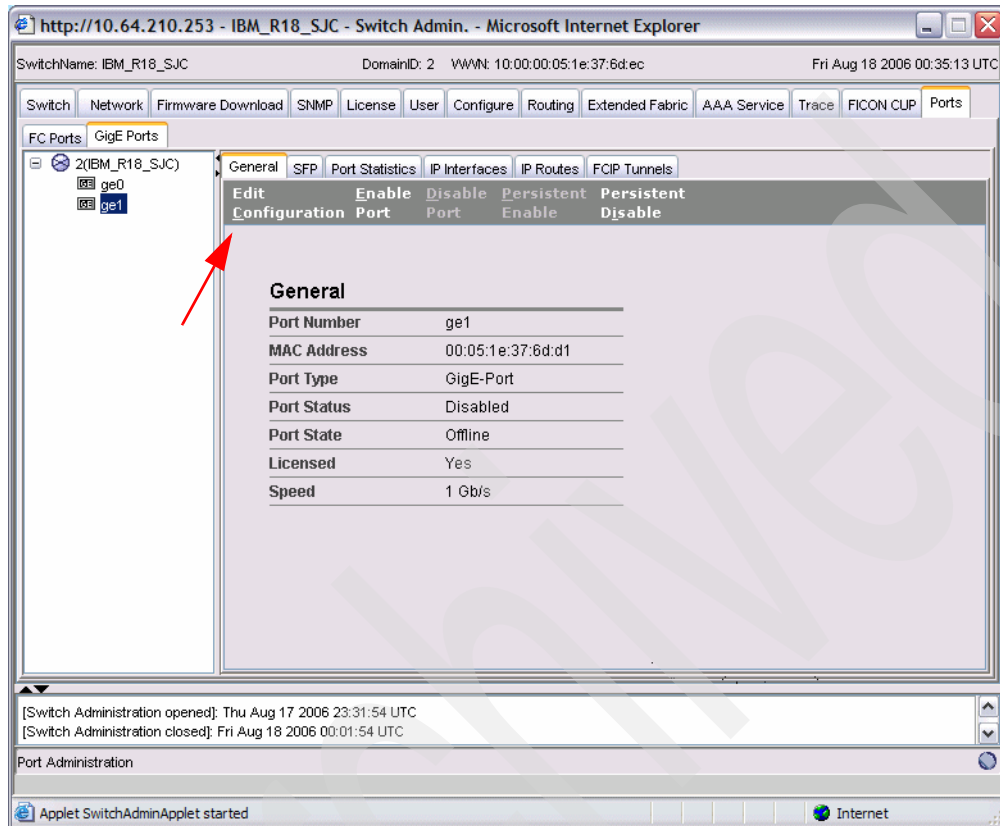 http://10.64.210.253 - IBM_R18_SJC - Switch Admin. - Microsoft Internet Explorer
SwitchName: IBM_R18_SJC DomainID: 2 WWN: 10:00:00:05:1e:37:6d:ec Fri Aug 18 2006 00:35:13 UTC
Switch Network Firmware Download SNMP License User Configure Routing Extended Fabric AAA Service Trace FICON CUP Ports
FC Ports GigE Ports
2(IBM_R18_SJC)
ge0
ge1
General SFP Port Statistics IP Interfaces IP Routes FCIP Tunnels
Edit Configuration Enable Port Disable Port Persistent Enable Persistent Disable
General
Port Number ge1
MAC Address 00:05:1e:37:6d:d1
Port Type GigE-Port
Port Status Disabled
Port State Offline
Licensed Yes
Speed 1 Gb/s
[Switch Administration opened]: Thu Aug 17 2006 23:31:54 UTC
[Switch Administration closed]: Fri Aug 18 2006 00:01:54 UTC
Port Administration
Applet SwitchAdminApplet started Internet